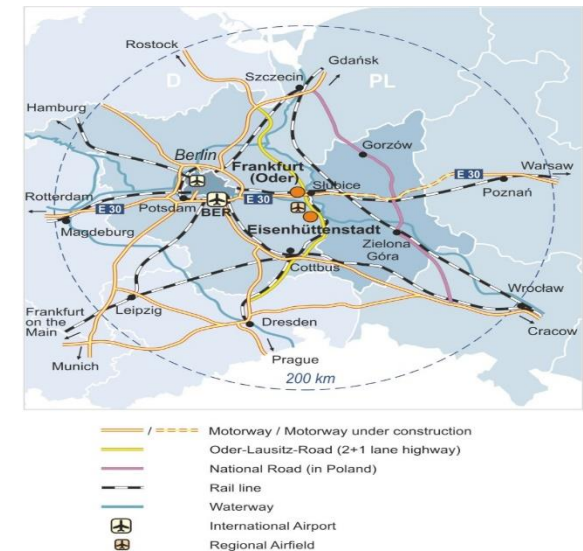 Rostock
D
PL
Gdańsk
Szczecin
Hamburg
Berlin
Gorzów
Frankfurt
(Oder)
Słubice
E 30
Warsaw
Poznań
Rotterdam
E 30
Potsdam
BER
Magdeburg
Eisenhüttenstadt
Zielona
Góra
Cottbus
Wrocław
Frankfurt
on the
Main
Leipzig
Dresden
Cracow
Munich
Prague
200 km
/ Motorway / Motorway under construction
Oder-Lausitz-Road (2+1 lane highway)
National Road (in Poland)
Rail line
Waterway
International Airport
Regional Airfield